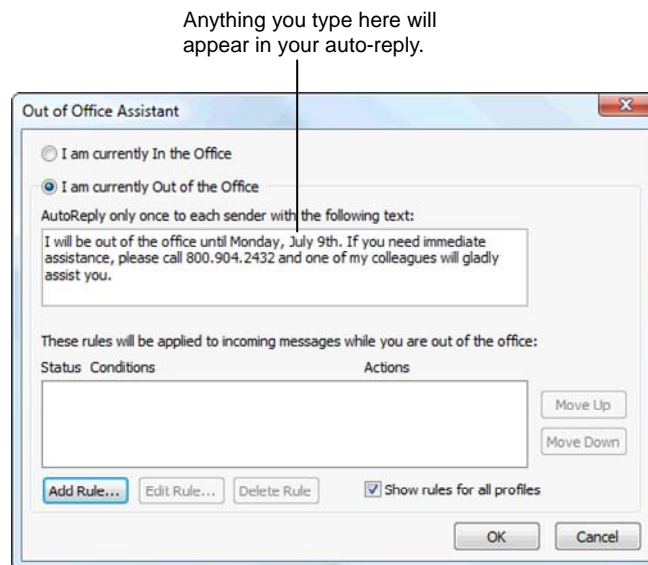 Anything you type here will
appear in your auto-reply.
Out of Office Assistant
I am currently In the Office
I am currently Out of the Office
AutoReply only once to each sender with the following text:
I will be out of the office until Monday, July 9th. If you need immediate
assistance, please call 800.904.2432 and one of my colleagues will gladly
assist you.
These rules will be applied to incoming messages while you are out of the office:
Status Conditions Actions
Move Up
Move Down
Add Rule... Edit Rule... Delete Rule Show rules for all profiles
OK Cancel